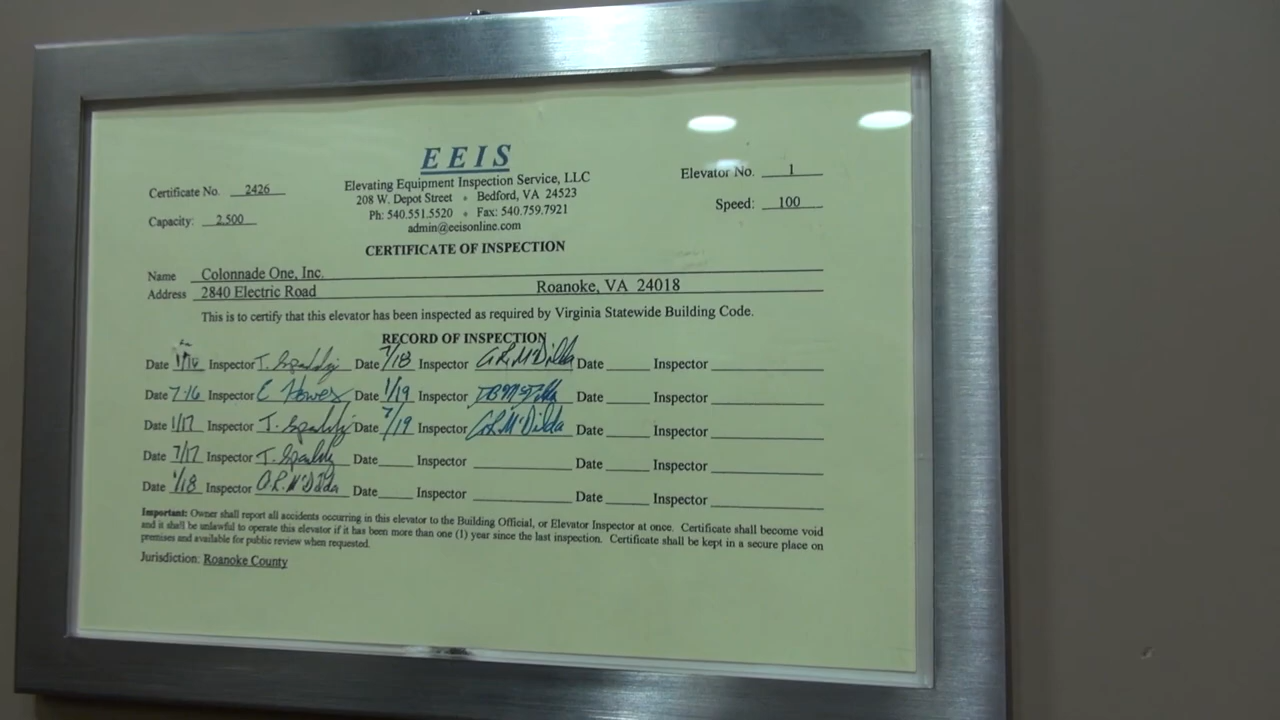 EEIS
Elevating Equipment Inspection Service, LLC
208 W. Depot Street • Bedford, VA 24523
Ph: 540.551.5520 • Fax: 540.759.7921
admin@eeisonline.com
Certificate No. 2426
Capacity: 2,500
Elevator No. 1
Speed: 100
CERTIFICATE OF INSPECTION
Name Colonnade One, Inc.
Address 2840 Electric Road Roanoke, VA 24018
This is to certify that this elevator has been inspected as required by Virginia Statewide Building Code.
RECORD OF INSPECTION
Date 1/16 Inspector Date 7/18 Inspector Date Inspector
Date 7-16 Inspector E Howes Date 1/19 Inspector Date Inspector
Date 1/17 Inspector Date 7/19 Inspector Date Inspector
Date 7/17 Inspector Date Inspector Date Inspector
Date 1/18 Inspector Date Inspector Date Inspector
Important: Owner shall report all accidents occurring in this elevator to the Building Official, or Elevator Inspector at once. Certificate shall become void
and it shall be unlawful to operate this elevator if it has been more than one (1) year since the last inspection. Certificate shall be kept in a secure place on
premises and available for public review when requested.
Jurisdiction: Roanoke County